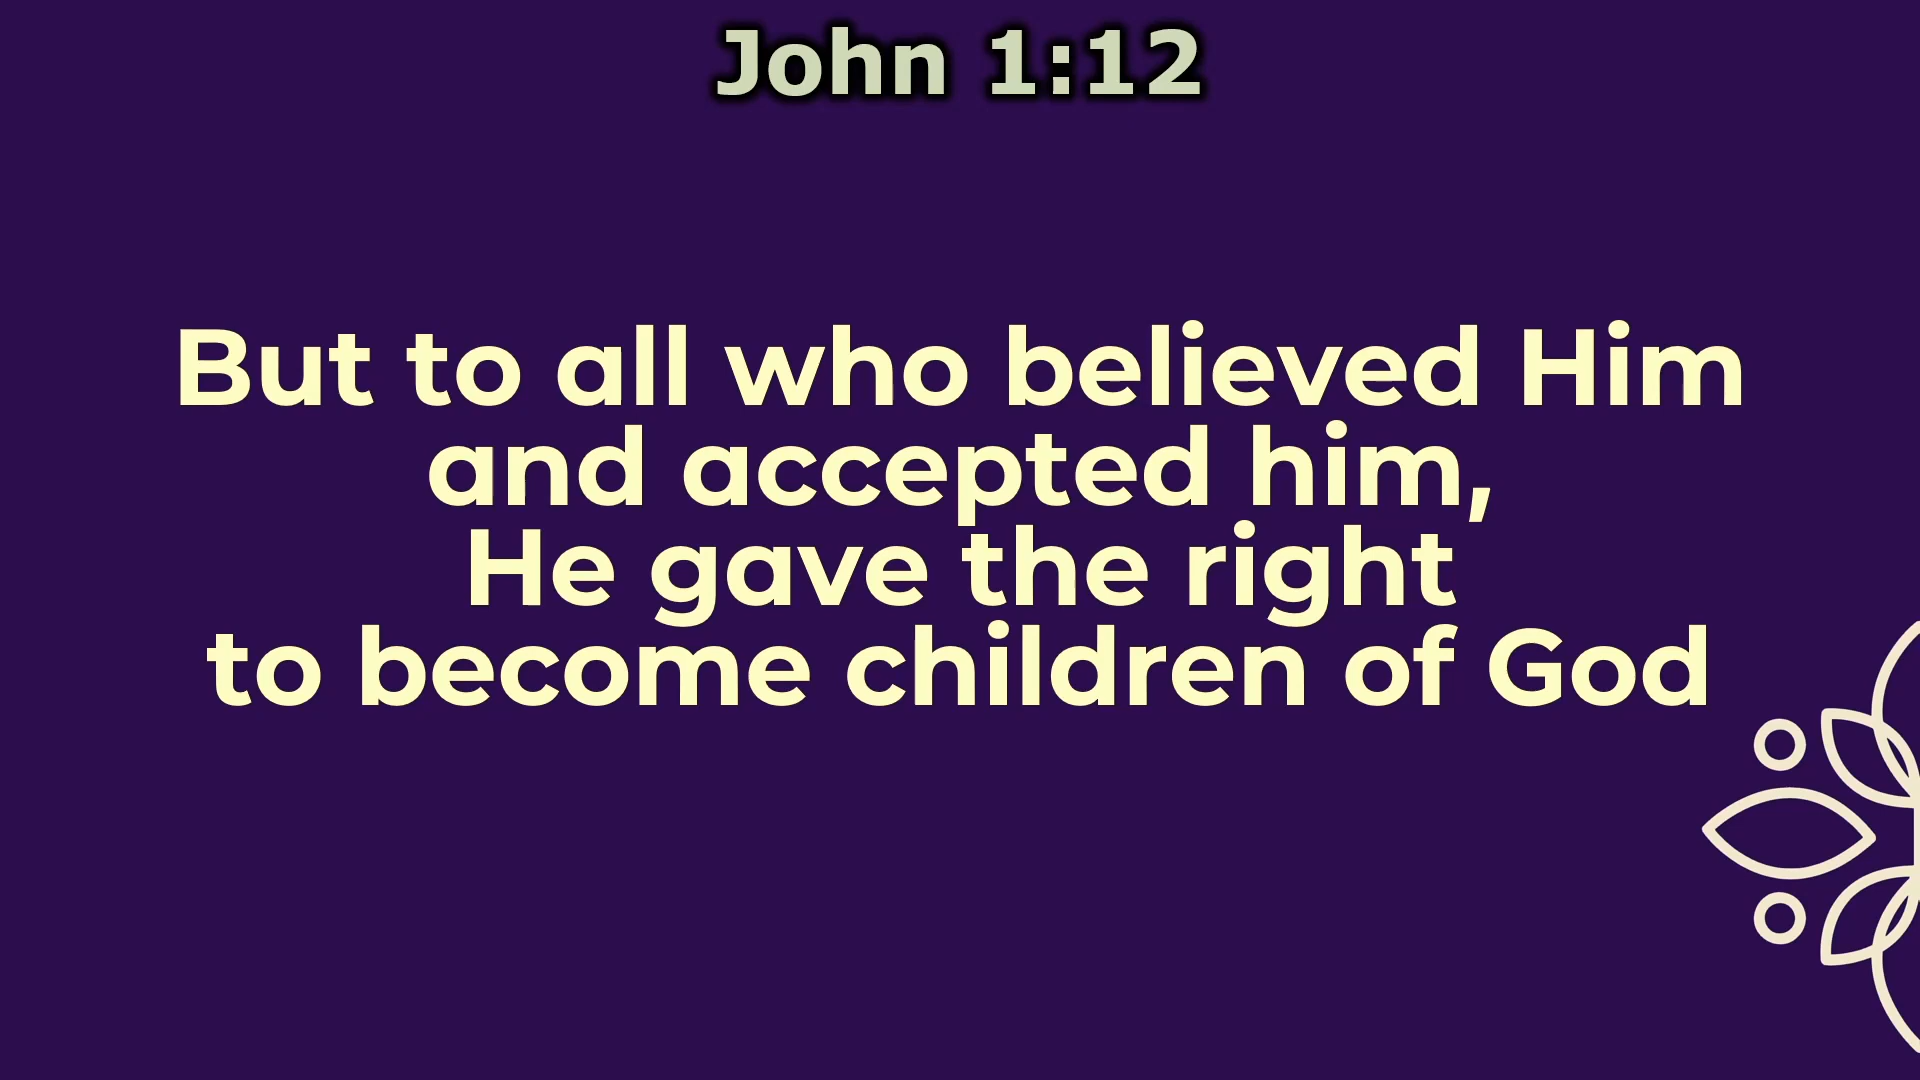 John 1:12
But to all who believed Him
and accepted him,
He gave the right
to become children of God